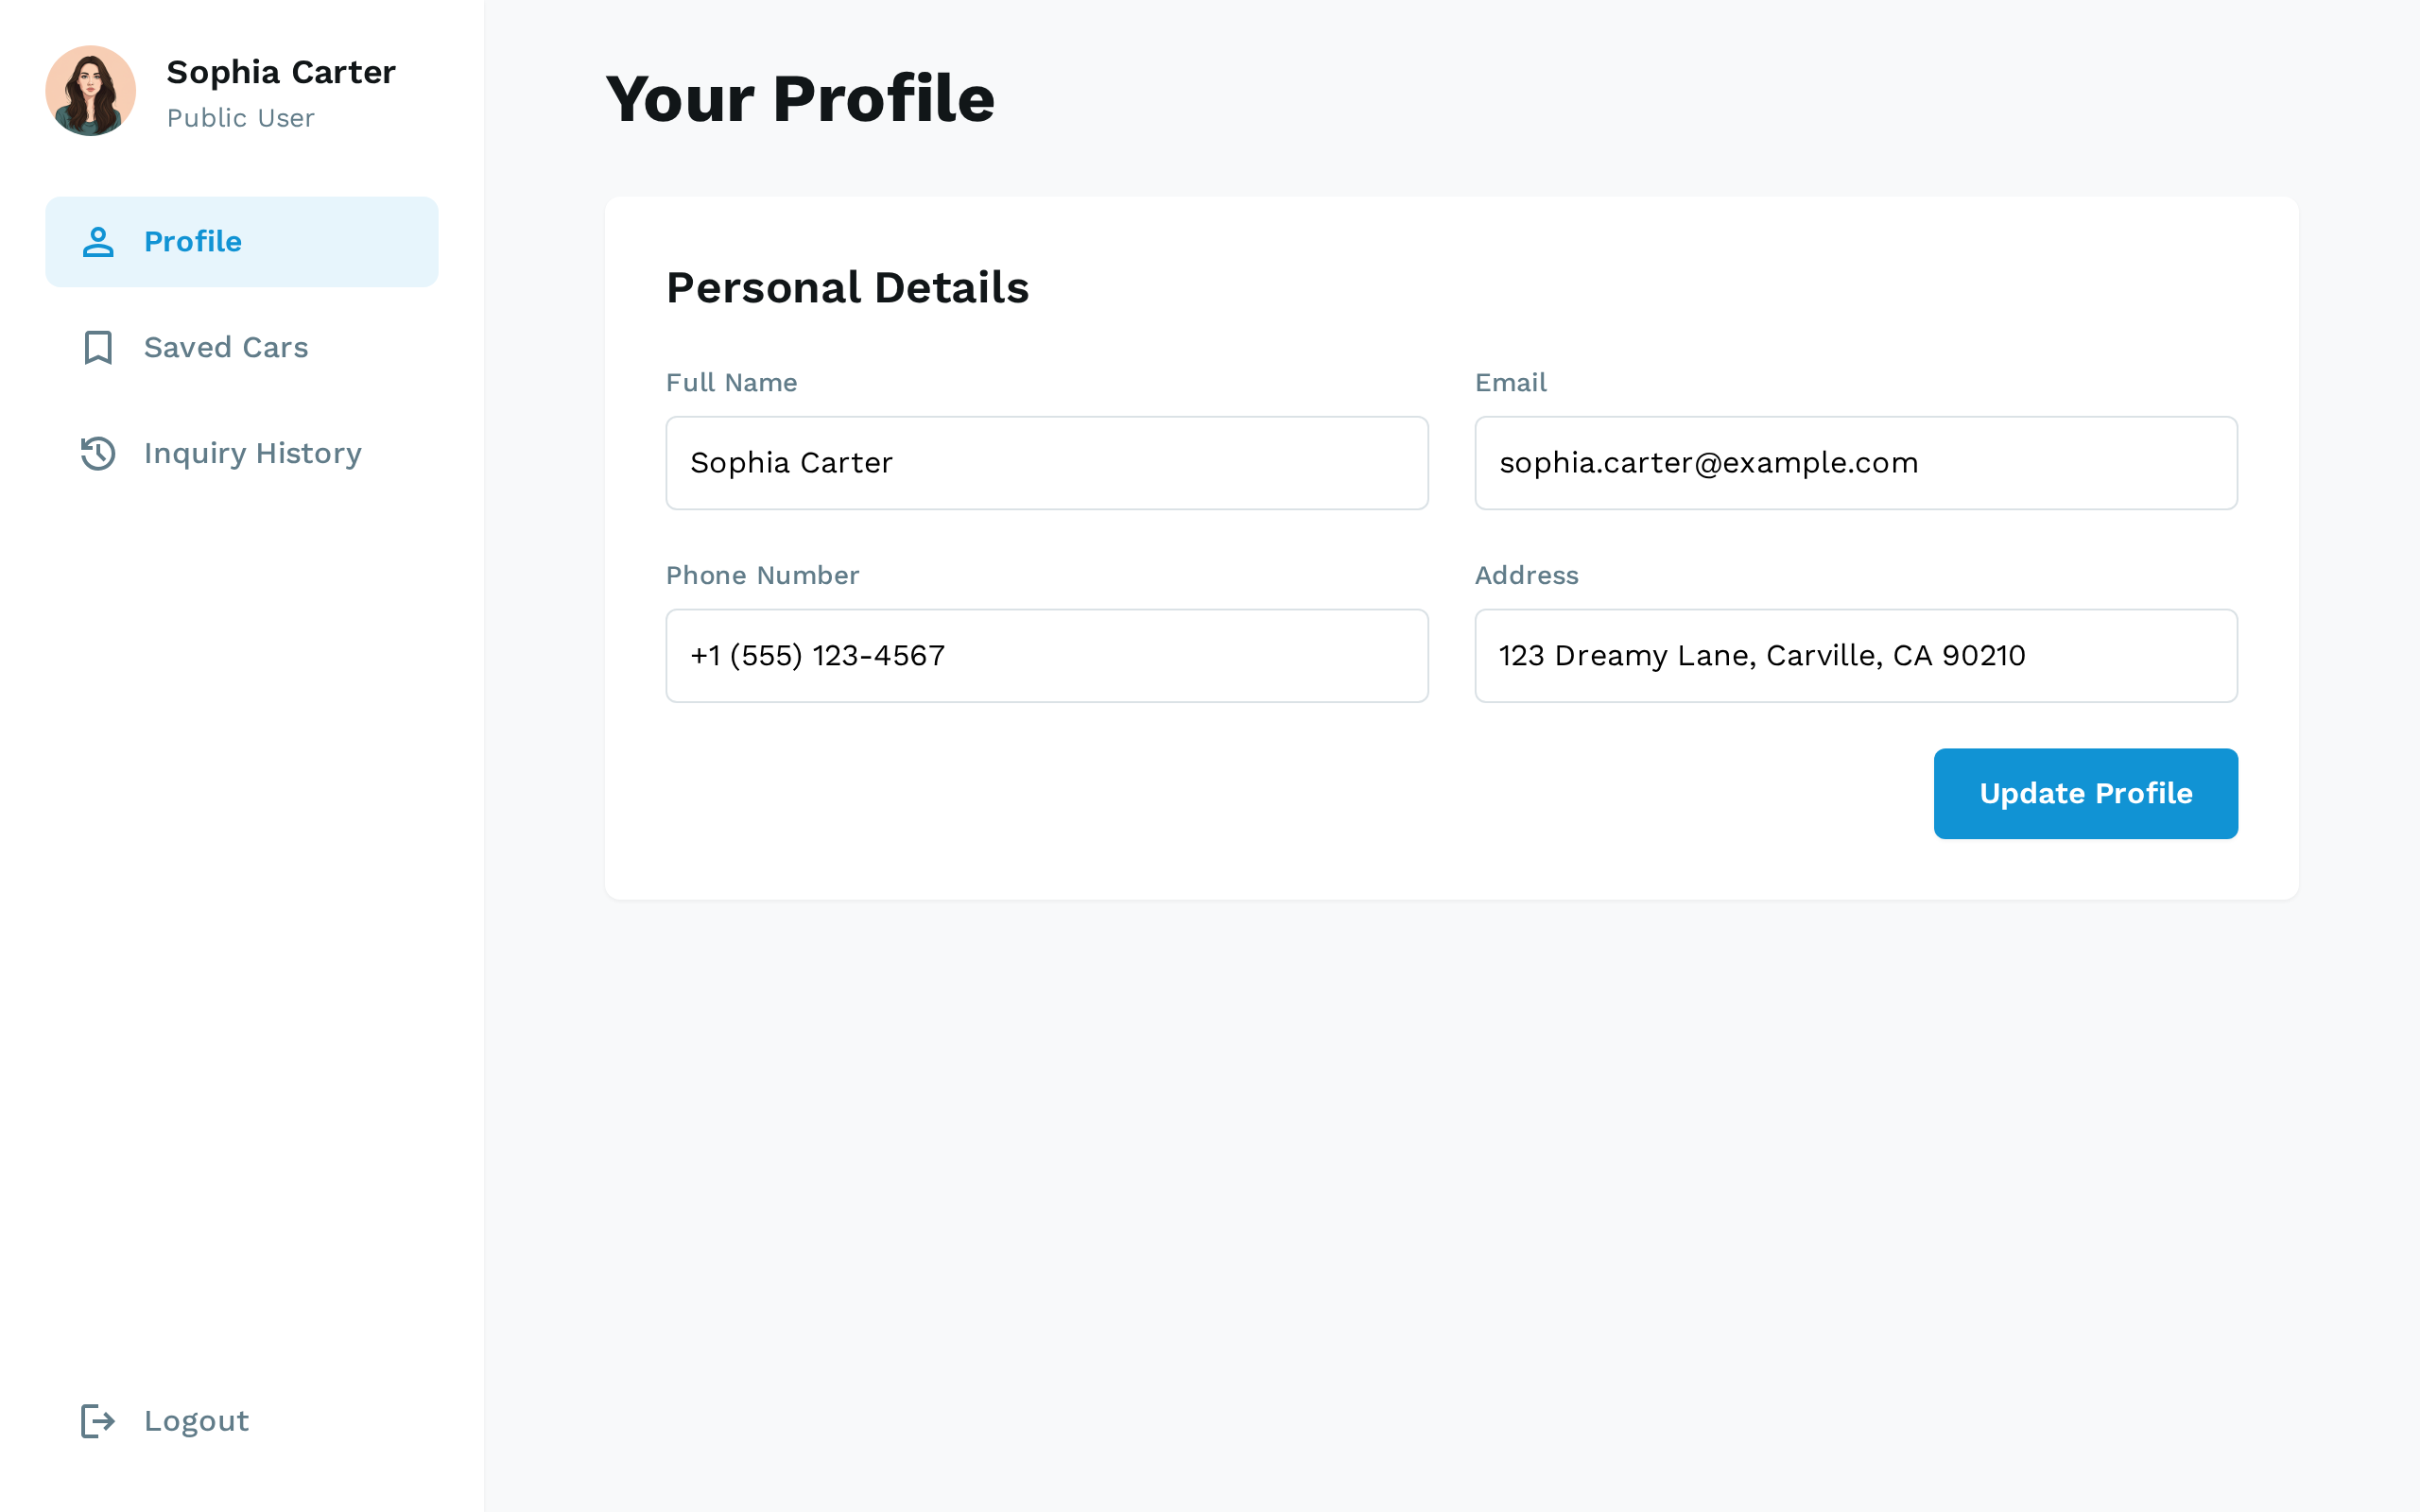 Sophia Carter
Public User
Profile
Saved Cars
Inquiry History
Logout
Your Profile
Personal Details
Full Name
Sophia Carter
Email
sophia.carter@example.com
Phone Number
+1 (555) 123-4567
Address
123 Dreamy Lane, Carville, CA 90210
Update Profile